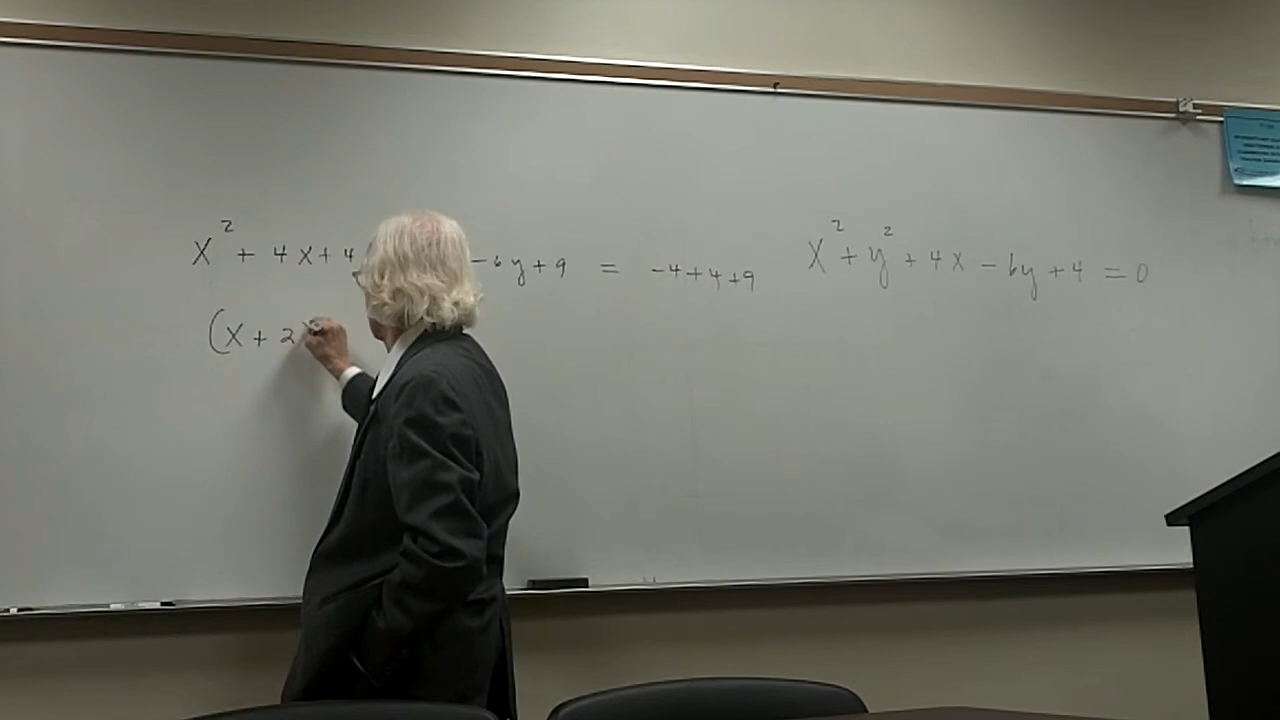 x² + 4x + 4 - 6y + 9 = -4 + 4 + 9
(x + 2
x² + y² + 4x - 6y + 4 = 0